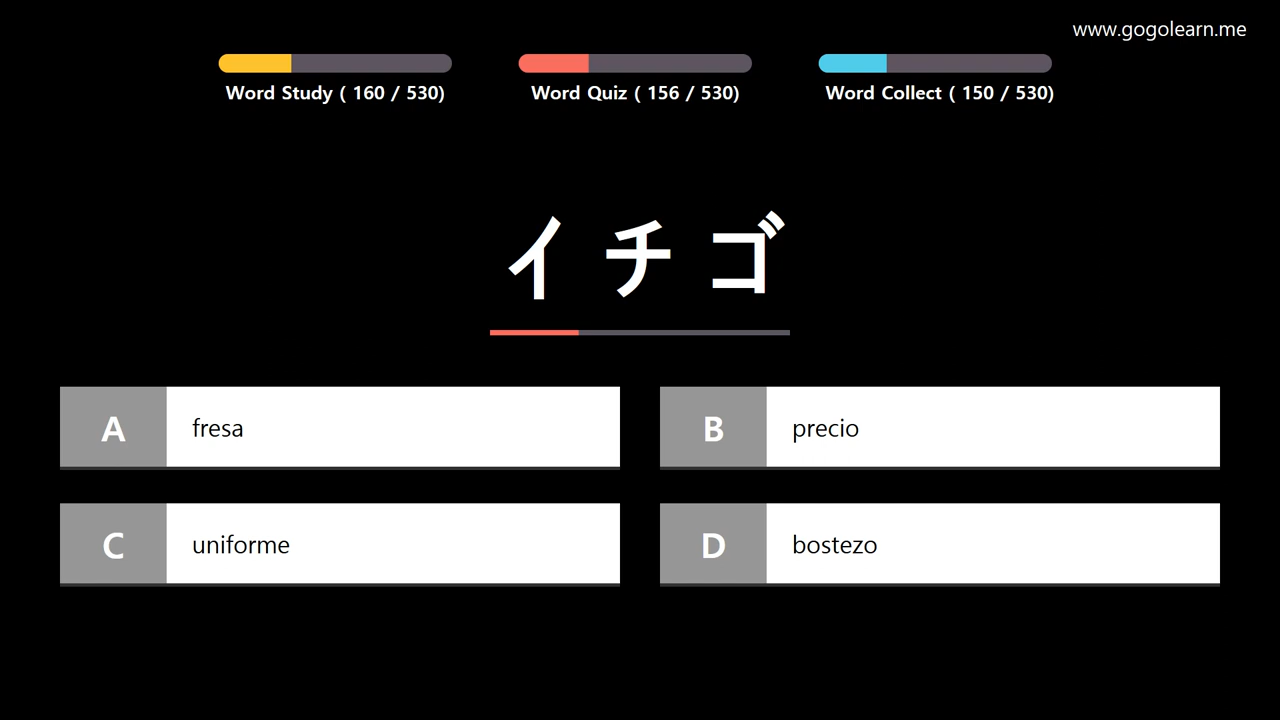 www.gogolearn.me
Word Study ( 160 / 530)
Word Quiz ( 156 / 530)
Word Collect ( 150 / 530)
イチゴ
A fresa
B precio
C uniforme
D bostezo